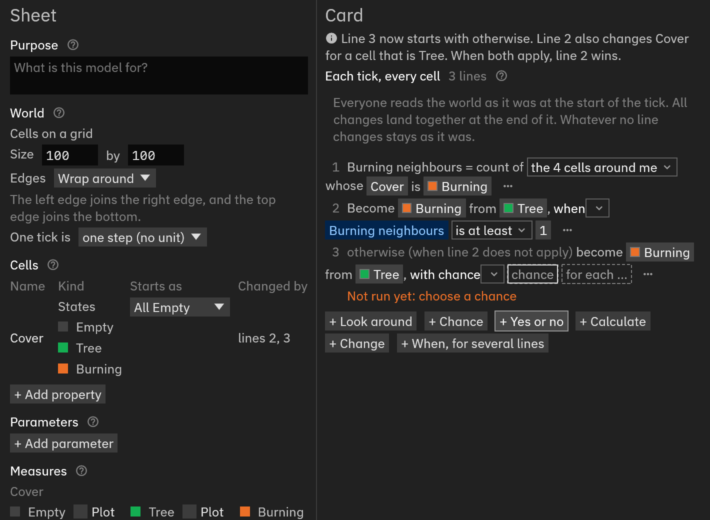 Sheet
Purpose
What is this model for?
World
Cells on a grid
Size 100 by 100
Edges Wrap around
The left edge joins the right edge, and the top
edge joins the bottom.
One tick is one step (no unit)
Cells
Name Kind Starts as Changed by
States All Empty
Empty
Cover Tree lines 2, 3
Burning
+ Add property
Parameters
+ Add parameter
Measures
Cover
Empty Plot Tree Plot Burning
Card
Line 3 now starts with otherwise. Line 2 also changes Cover
for a cell that is Tree. When both apply, line 2 wins.
Each tick, every cell 3 lines
Everyone reads the world as it was at the start of the tick. All
changes land together at the end of it. Whatever no line
changes stays as it was.
1 Burning neighbours = count of the 4 cells around me
whose Cover is Burning ...
2 Become Burning from Tree , when
Burning neighbours is at least 1 ...
3 otherwise (when line 2 does not apply) become Burning
from Tree , with chance chance for each ... ...
Not run yet: choose a chance
+ Look around + Chance + Yes or no + Calculate
+ Change + When, for several lines